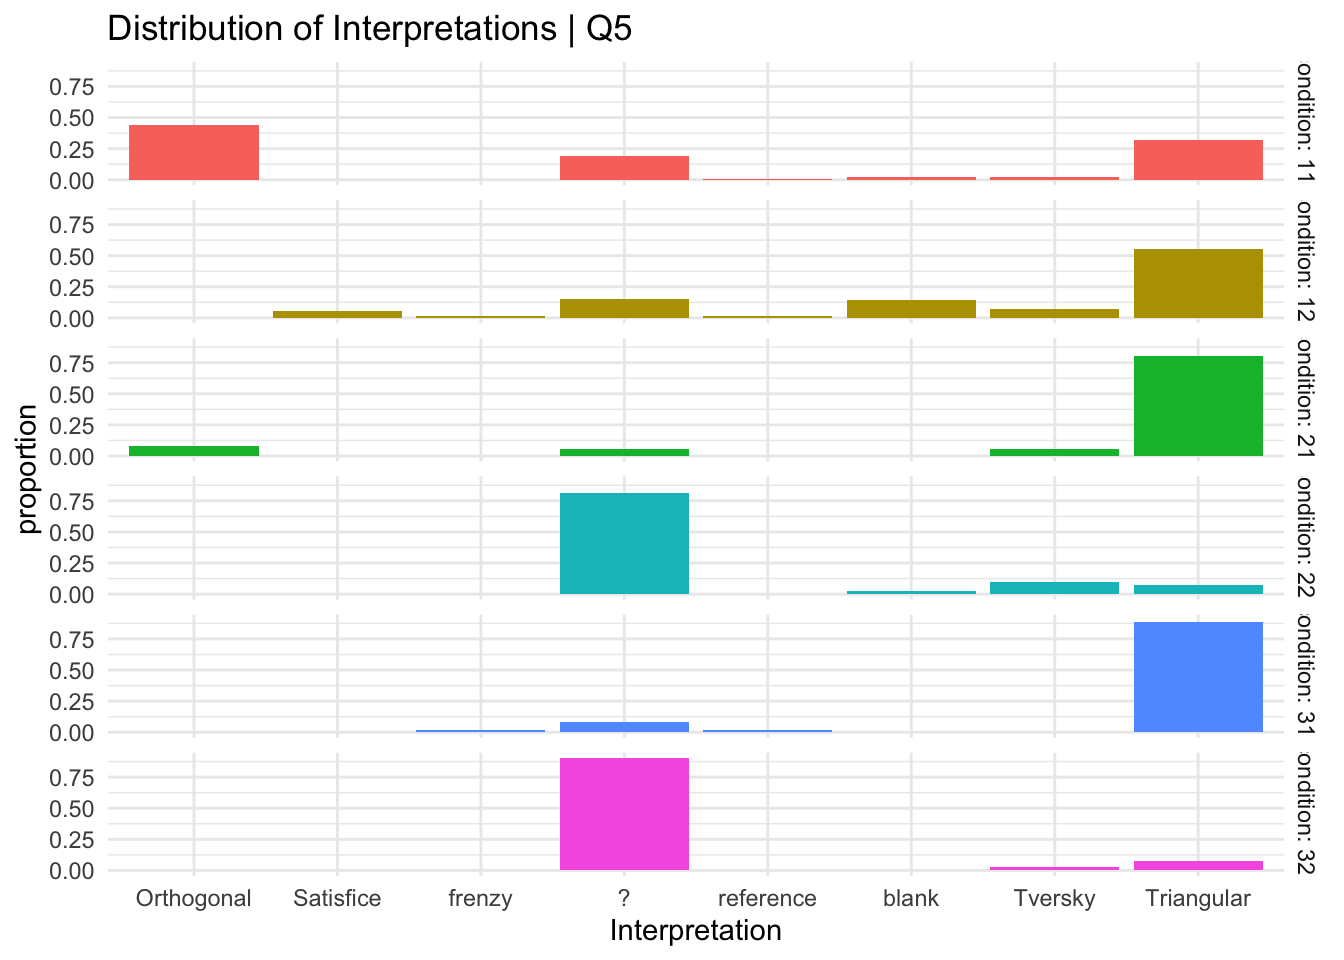 Distribution of Interpretations | Q5
0.75
0.50
0.25
0.00
ondition: 11
0.75
0.50
0.25
0.00
ondition: 12
0.75
0.50
0.25
0.00
ondition: 21
0.75
0.50
0.25
0.00
ondition: 22
0.75
0.50
0.25
0.00
ondition: 31
0.75
0.50
0.25
0.00
ondition: 32
proportion
Orthogonal Satisfice frenzy ? reference blank Tversky Triangular
Interpretation